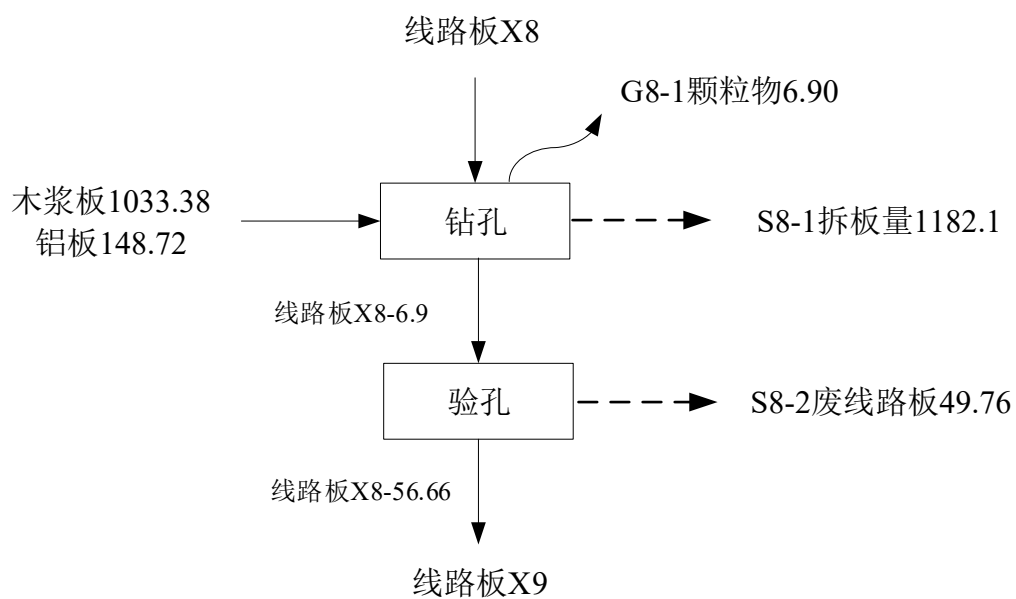 线路板X8
G8-1颗粒物6.90
木浆板1033.38
铝板148.72
钻孔
S8-1拆板量1182.1
线路板X8-6.9
验孔
S8-2废线路板49.76
线路板X8-56.66
线路板X9